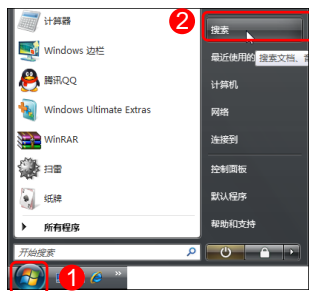 计算器
Windows 边栏
腾讯QQ
Windows Ultimate Extras
WinRAR
扫雷
纸牌
所有程序
开始搜索
1
2
搜索
最近使用的
搜索文档、
计算机
网络
连接到
控制面板
默认程序
帮助和支持